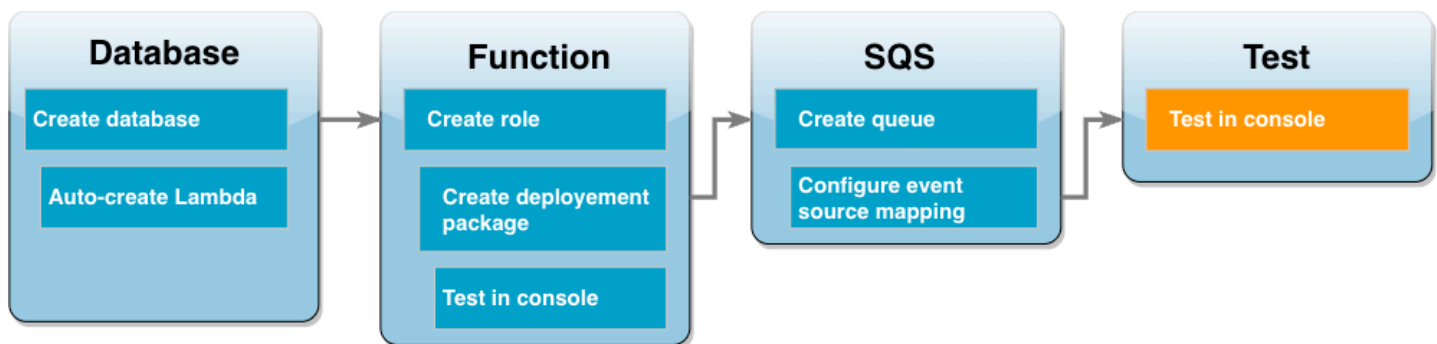 Database
Create database
Auto-create Lambda
Function
Create role
Create deployement
package
Test in console
SQS
Create queue
Configure event
source mapping
Test
Test in console